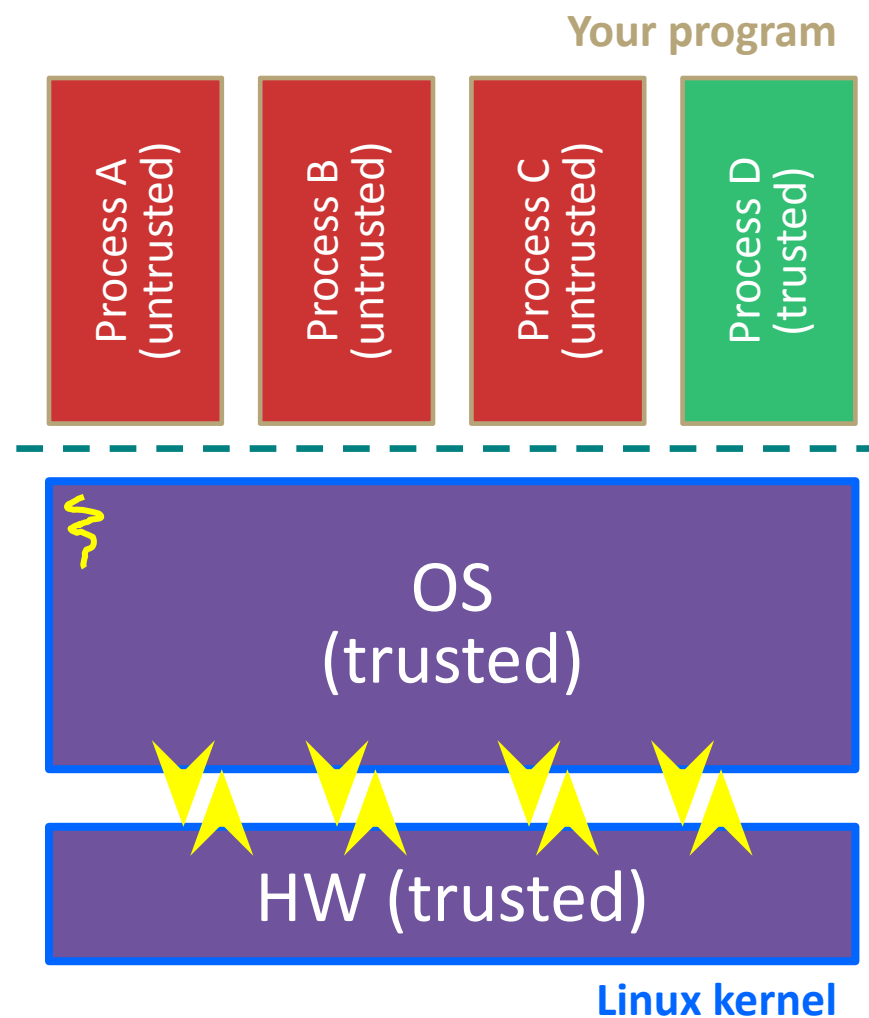 Your program
Process A
(untrusted)
Process B
(untrusted)
Process C
(untrusted)
Process D
(trusted)
OS
(trusted)
HW (trusted)
Linux kernel